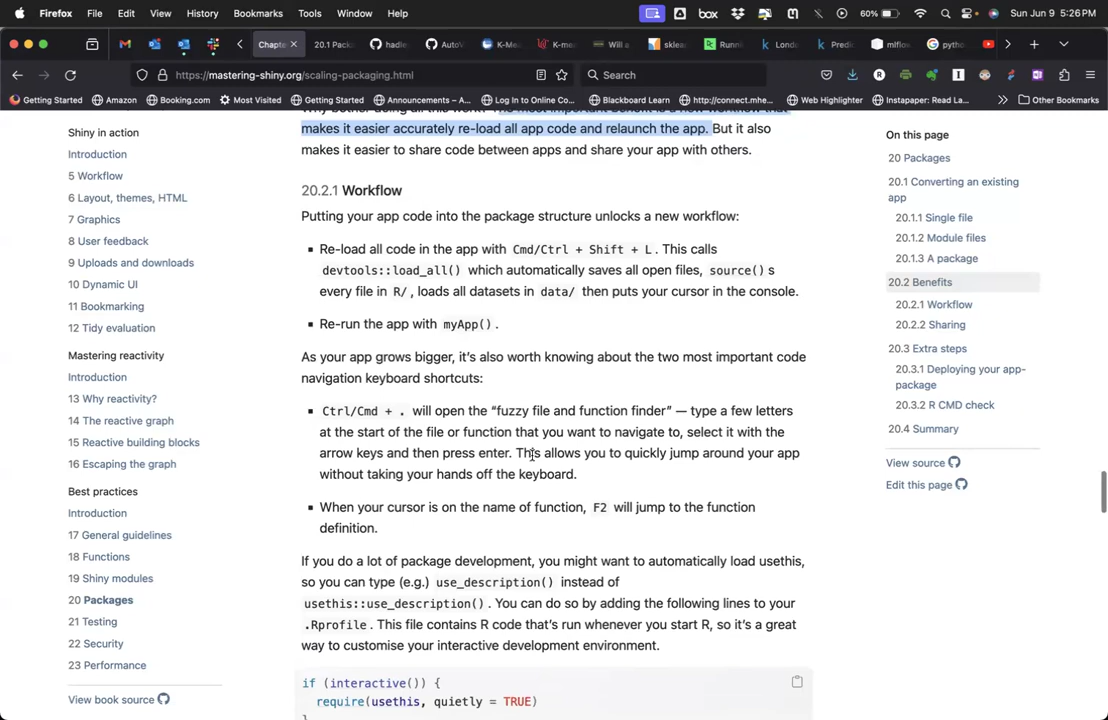 Firefox File Edit View History Bookmarks Tools Window Help
box
60%
Sun Jun 9 5:26 PM
Chapte
20.1 Pack
hadle
AutoV
K-Me
K-me
Will a
sklear
Runni
Londo
Predic
mlflow
python
https://mastering-shiny.org/scaling-packaging.html
Search
Getting Started
Amazon
Booking.com
Most Visited
Getting Started
Announcements – A...
Log In to Online Co...
Blackboard Learn
http://connect.mhe...
Web Highlighter
Instapaper: Read La...
Other Bookmarks
Shiny in action
Introduction
5 Workflow
6 Layout, themes, HTML
7 Graphics
8 User feedback
9 Uploads and downloads
10 Dynamic UI
11 Bookmarking
12 Tidy evaluation
Mastering reactivity
Introduction
13 Why reactivity?
14 The reactive graph
15 Reactive building blocks
16 Escaping the graph
Best practices
Introduction
17 General guidelines
18 Functions
19 Shiny modules
20 Packages
21 Testing
22 Security
23 Performance
View book source
makes it easier accurately re-load all app code and relaunch the app. But it also
makes it easier to share code between apps and share your app with others.
20.2.1 Workflow
Putting your app code into the package structure unlocks a new workflow:
▪ Re-load all code in the app with Cmd/Ctrl + Shift + L. This calls
devtools::load_all() which automatically saves all open files, source() s
every file in R/, loads all datasets in data/ then puts your cursor in the console.
▪ Re-run the app with myApp().
As your app grows bigger, it’s also worth knowing about the two most important code
navigation keyboard shortcuts:
▪ Ctrl/Cmd + . will open the “fuzzy file and function finder” — type a few letters
at the start of the file or function that you want to navigate to, select it with the
arrow keys and then press enter. This allows you to quickly jump around your app
without taking your hands off the keyboard.
▪ When your cursor is on the name of function, F2 will jump to the function
definition.
If you do a lot of package development, you might want to automatically load usethis,
so you can type (e.g.) use_description() instead of
usethis::use_description(). You can do so by adding the following lines to your
.Rprofile. This file contains R code that’s run whenever you start R, so it’s a great
way to customise your interactive development environment.
if (interactive()) {
require(usethis, quietly = TRUE)
On this page
20 Packages
20.1 Converting an existing
app
20.1.1 Single file
20.1.2 Module files
20.1.3 A package
20.2 Benefits
20.2.1 Workflow
20.2.2 Sharing
20.3 Extra steps
20.3.1 Deploying your app-
package
20.3.2 R CMD check
20.4 Summary
View source
Edit this page